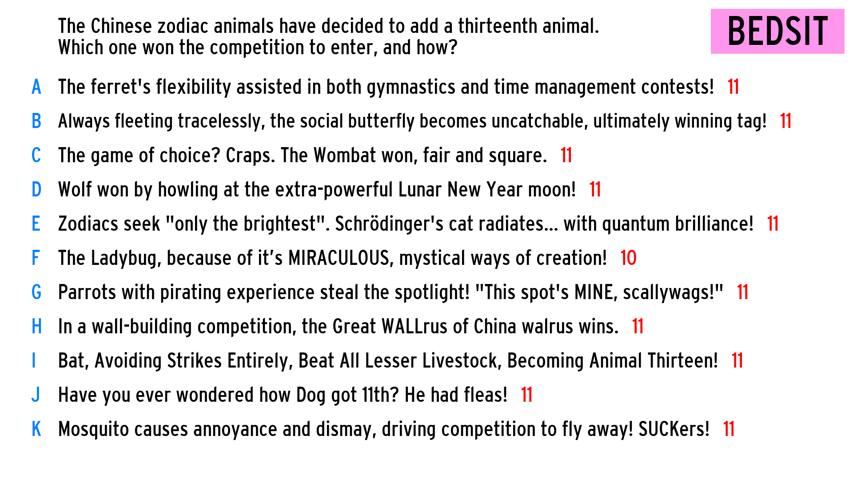 The Chinese zodiac animals have decided to add a thirteenth animal.
Which one won the competition to enter, and how?
BEDSIT
A The ferret's flexibility assisted in both gymnastics and time management contests! 11
B Always fleeting tracelessly, the social butterfly becomes uncatchable, ultimately winning tag! 11
C The game of choice? Craps. The Wombat won, fair and square. 11
D Wolf won by howling at the extra-powerful Lunar New Year moon! 11
E Zodiacs seek "only the brightest". Schrödinger's cat radiates... with quantum brilliance! 11
F The Ladybug, because of it’s MIRACULOUS, mystical ways of creation! 10
G Parrots with pirating experience steal the spotlight! "This spot's MINE, scallywags!" 11
H In a wall-building competition, the Great WALLrus of China walrus wins. 11
I Bat, Avoiding Strikes Entirely, Beat All Lesser Livestock, Becoming Animal Thirteen! 11
J Have you ever wondered how Dog got 11th? He had fleas! 11
K Mosquito causes annoyance and dismay, driving competition to fly away! SUCKers! 11